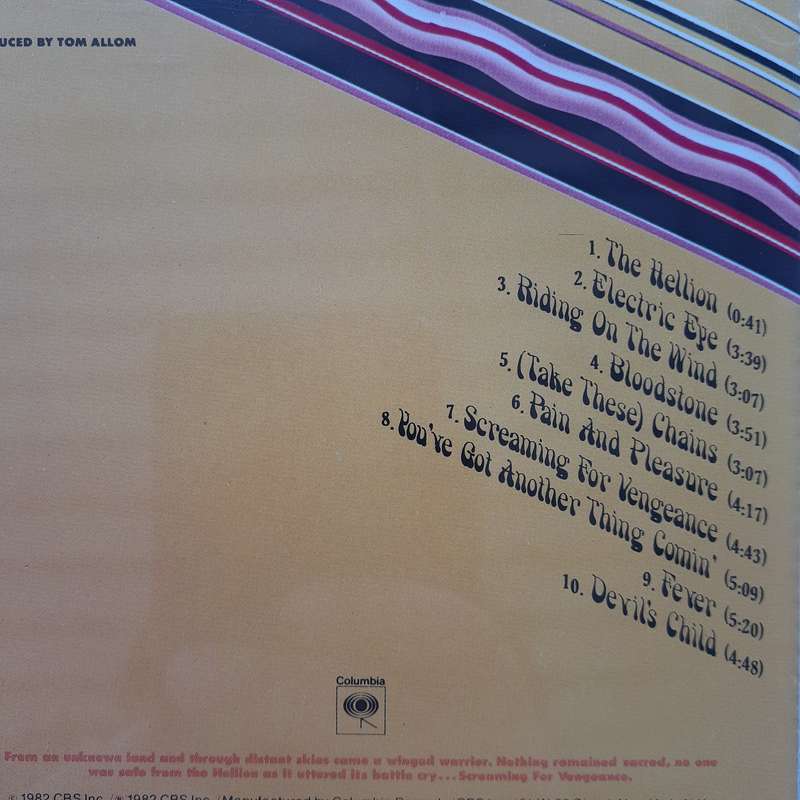 UCED BY TOM ALLOM
1. The Hellion (0:41)
2. Electric Eye (3:39)
3. Riding On The Wind (3:07)
4. Bloodstone (3:51)
5. (Take These) Chains (3:07)
6. Pain And Pleasure (4:17)
7. Screaming For Vengeance (4:43)
8. You've Got Another Thing Comin' (5:09)
9. Fever (5:20)
10. Devil's Child (4:48)
Columbia
From an unknown land and through distant skies came a winged warrior. Nothing remained sacred, no one
was safe from the Hellion as it uttered its battle cry...Screaming For Vengeance.
© 1982 CBS Inc. / ℗ 1982 CBS Inc. / Manufactured by Columbia